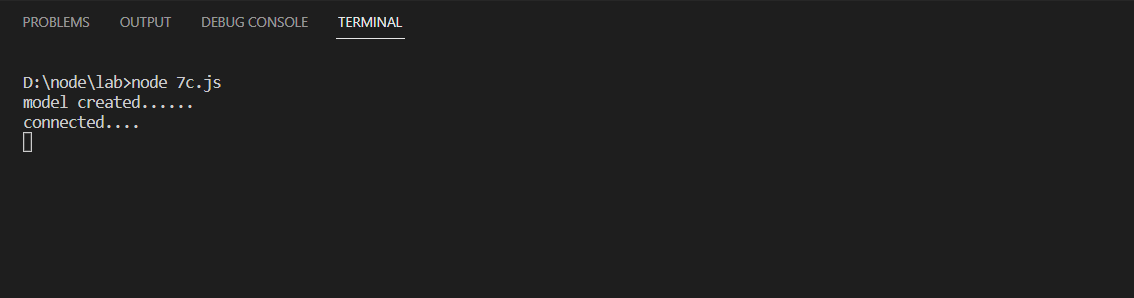 PROBLEMS OUTPUT DEBUG CONSOLE TERMINAL
D:\node\lab>node 7c.js
model created......
connected....